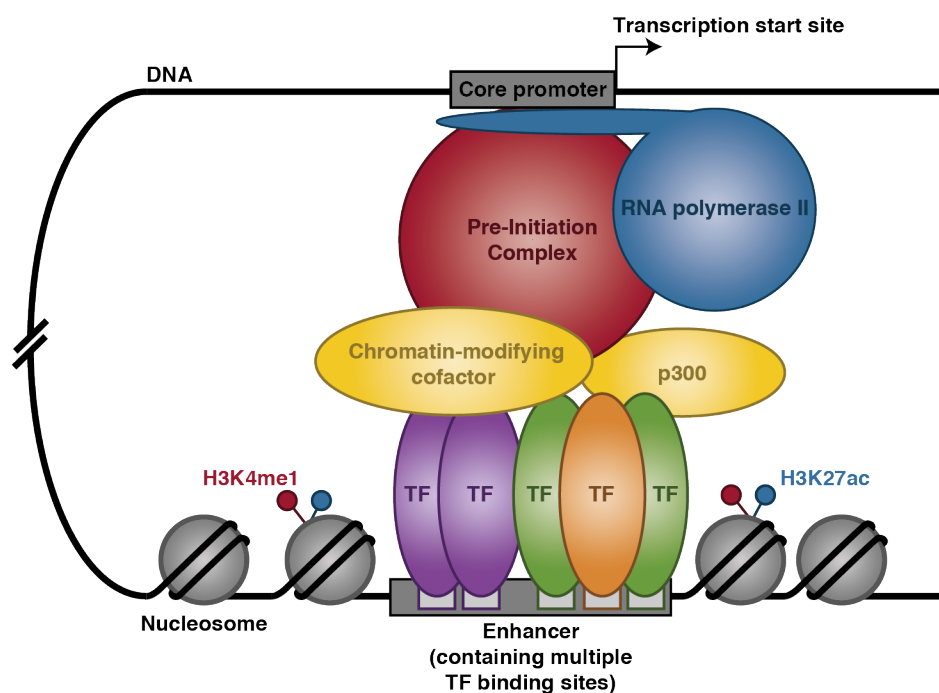 Transcription start site
DNA
Core promoter
RNA polymerase II
Pre-Initiation
Complex
Chromatin-modifying
cofactor
p300
H3K4me1
TF
TF
TF
TF
TF
H3K27ac
Nucleosome
Enhancer
(containing multiple
TF binding sites)